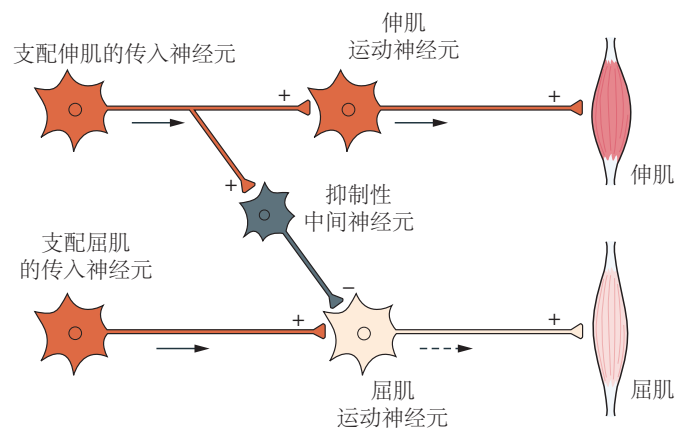 支配伸肌的传入神经元
伸肌
运动神经元
+
+
伸肌
+
抑制性
中间神经元
支配屈肌
的传入神经元
−
+
+
屈肌
运动神经元
屈肌